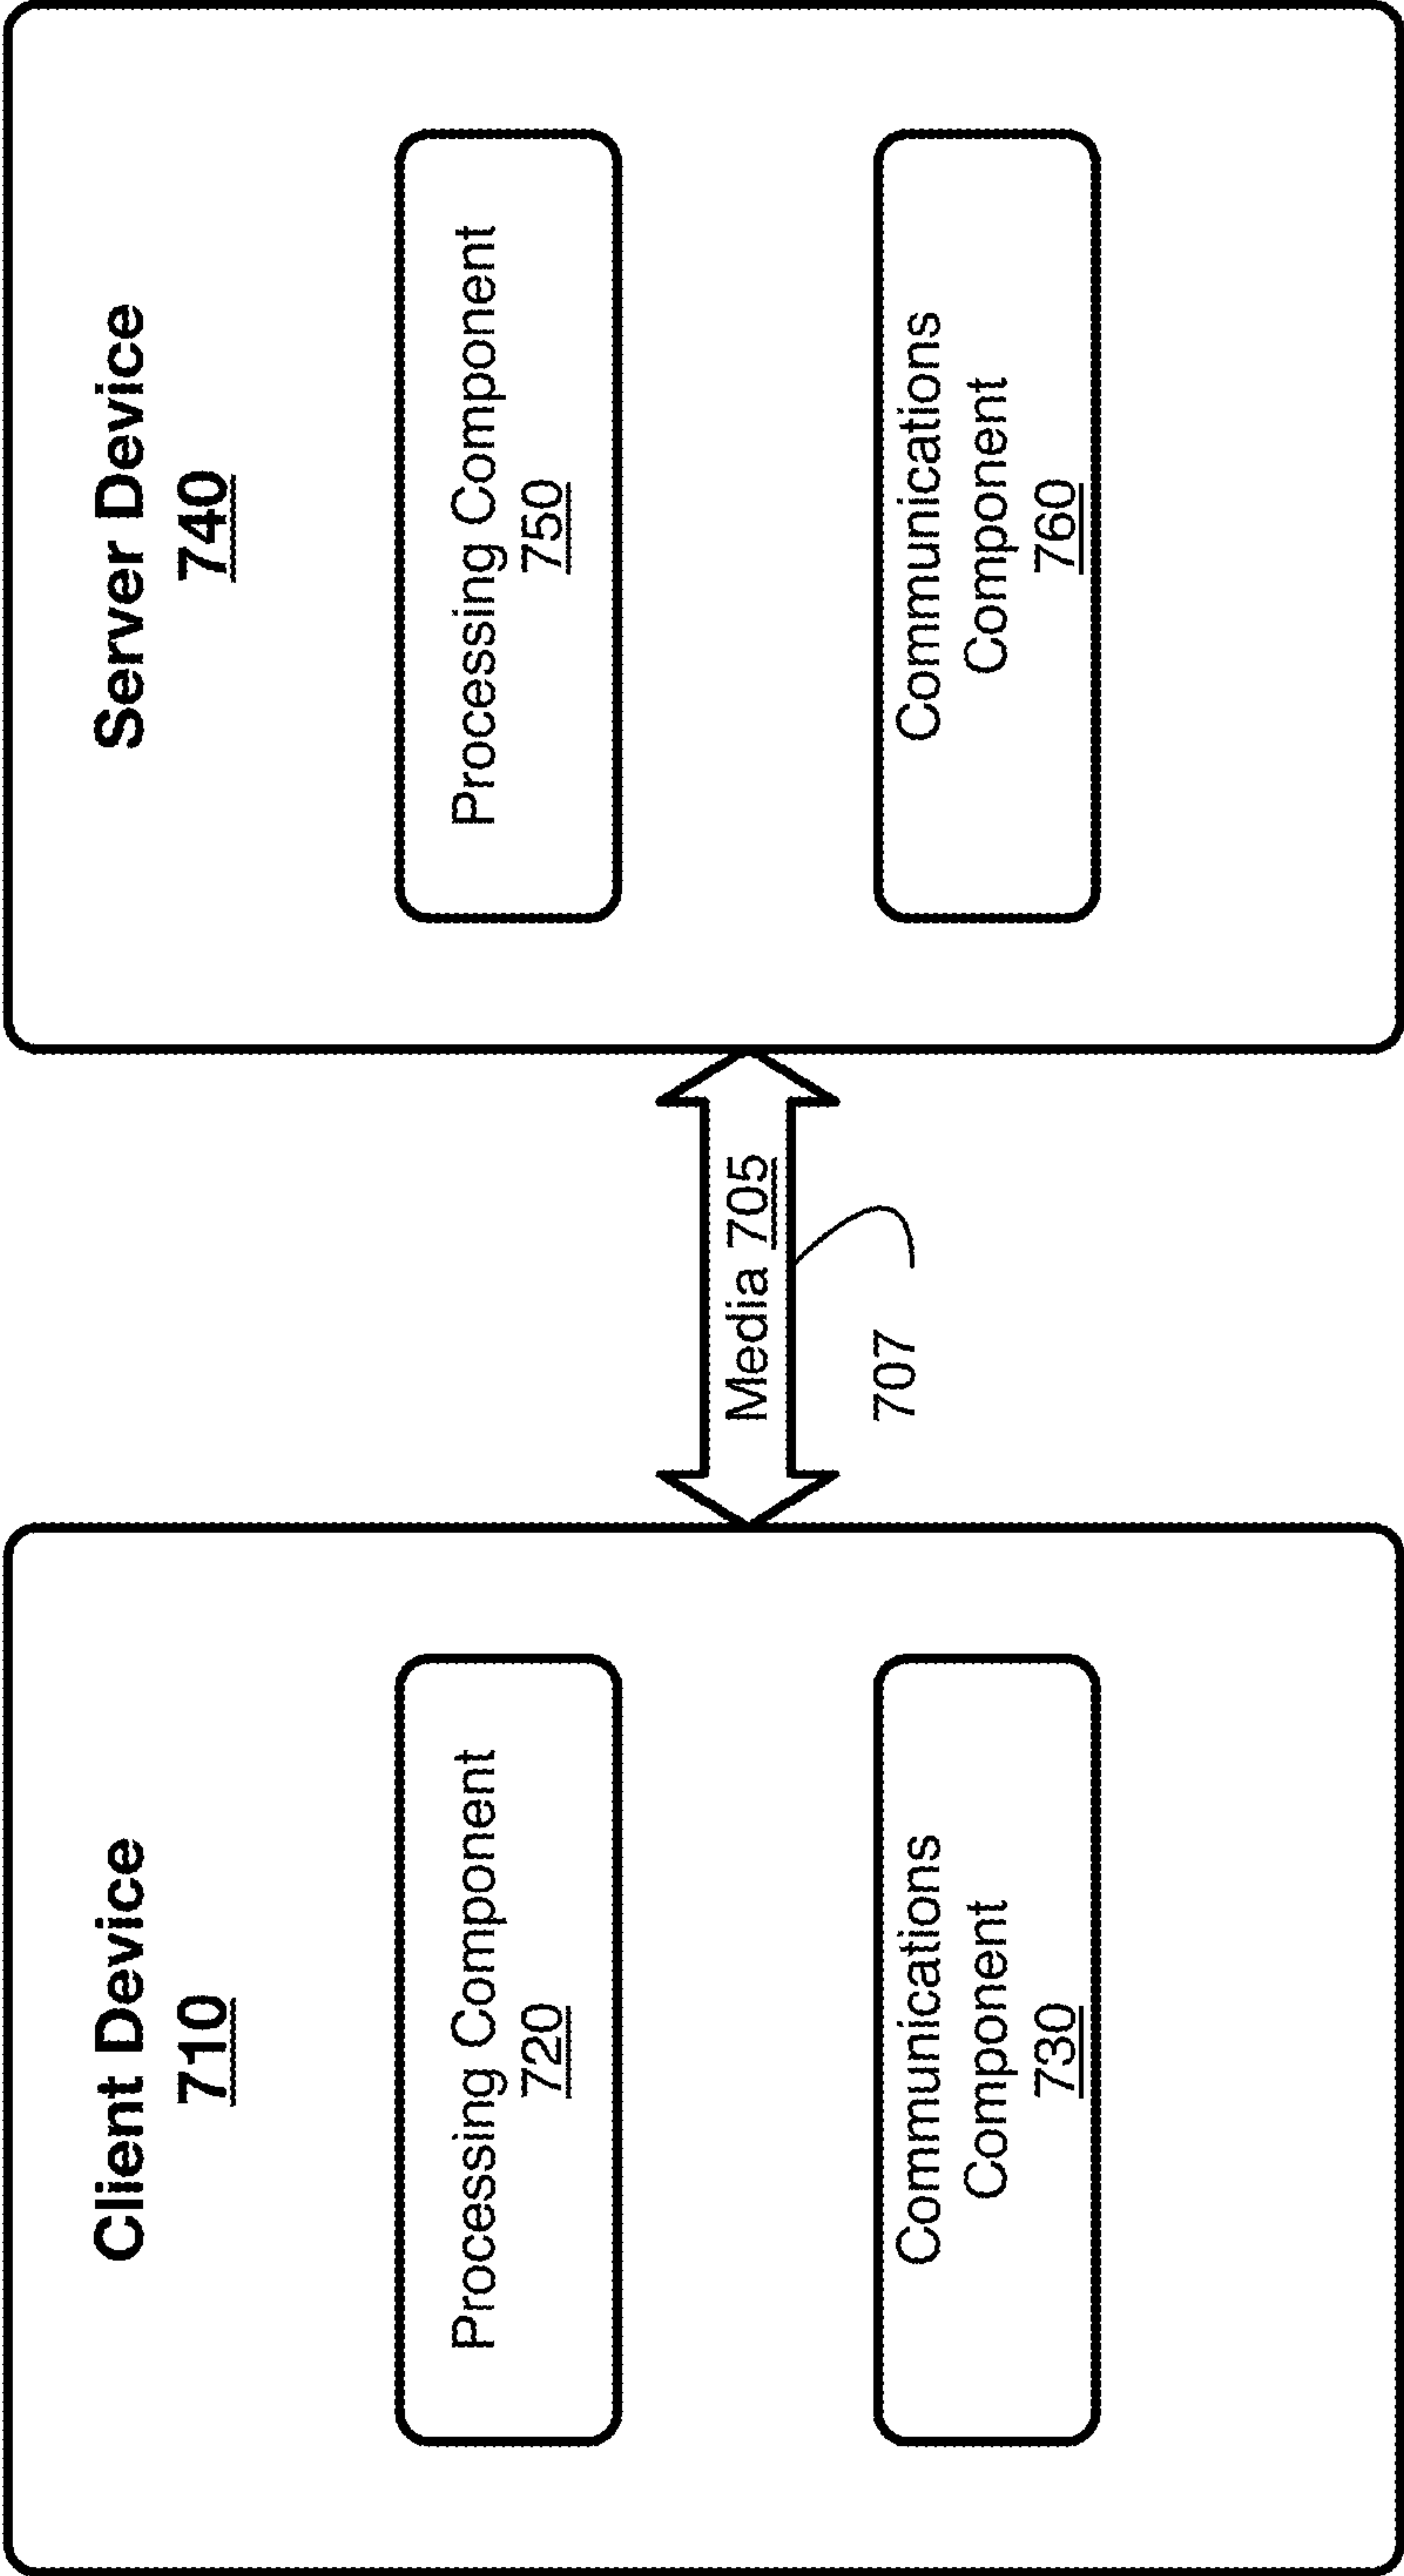 Client Device
710
Processing Component
720
Communications
Component
730
Media 705
707
Server Device
740
Processing Component
750
Communications
Component
760